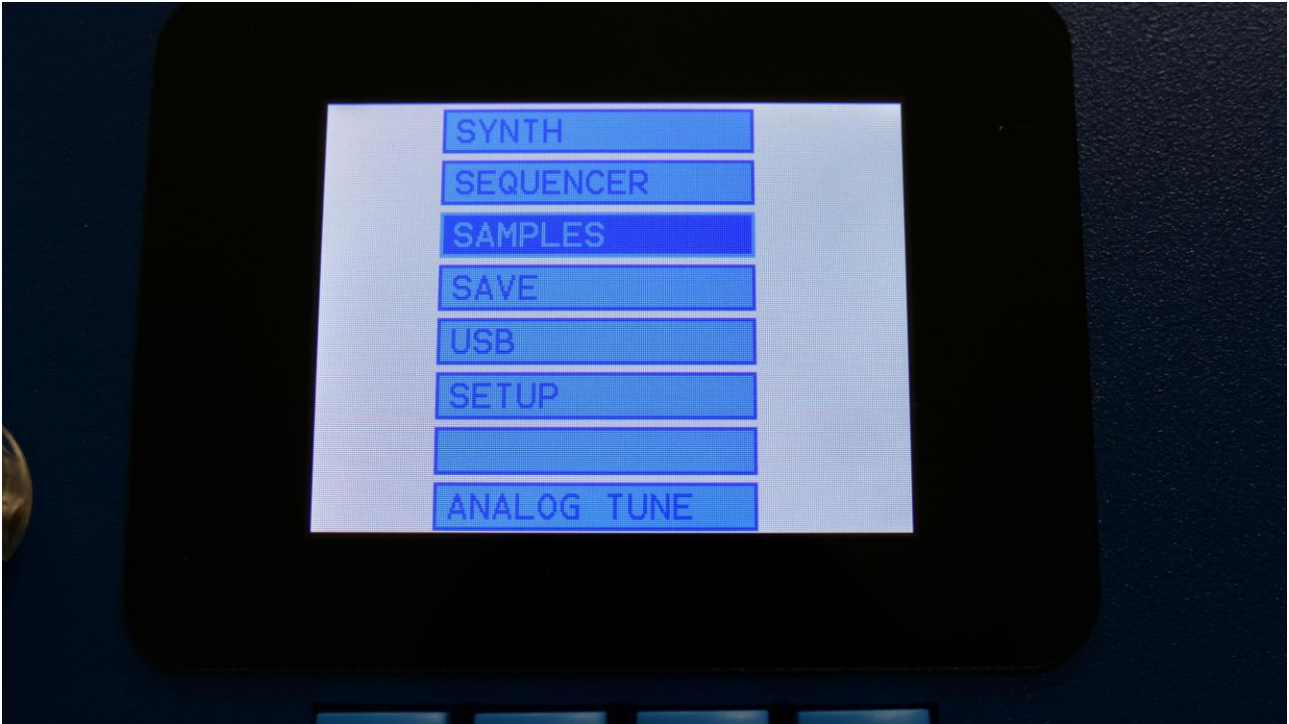 SYNTH
SEQUENCER
SAMPLES
SAVE
USB
SETUP
ANALOG TUNE